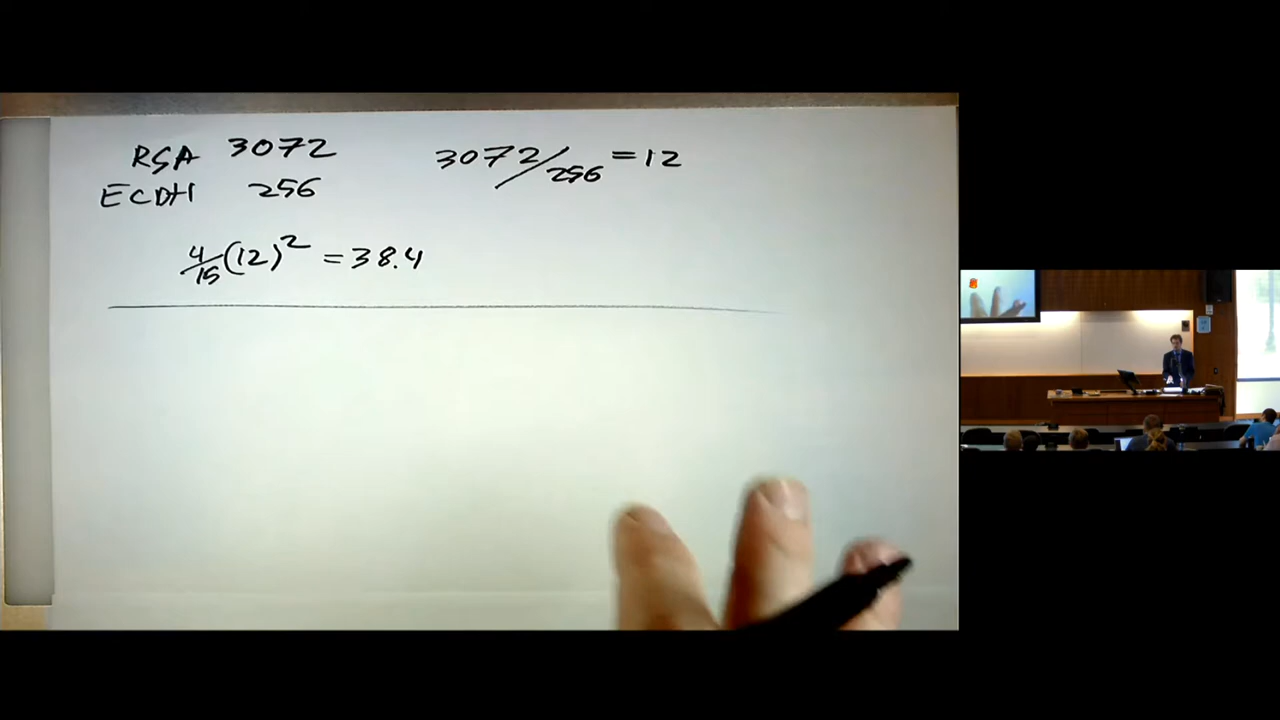 RSA 3072 3072/256 = 12
ECDH 256
4/15 (12)² = 38.4